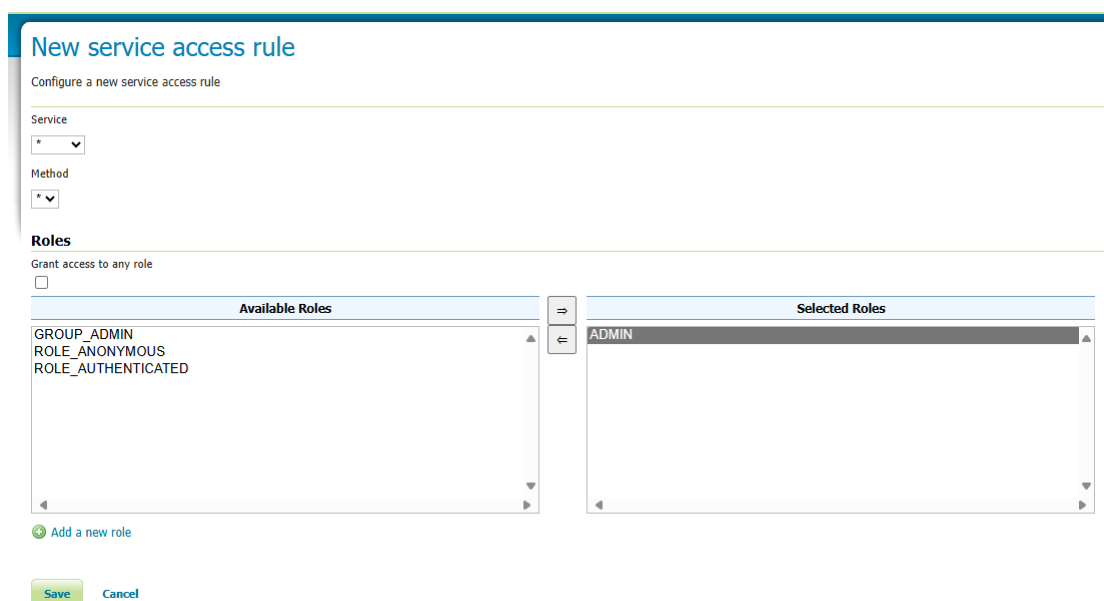 New service access rule
Configure a new service access rule
Service
*
Method
*
Roles
Grant access to any role
Available Roles
⇒
Selected Roles
GROUP_ADMIN
ROLE_ANONYMOUS
ROLE_AUTHENTICATED
⇐
ADMIN
Add a new role
Save Cancel